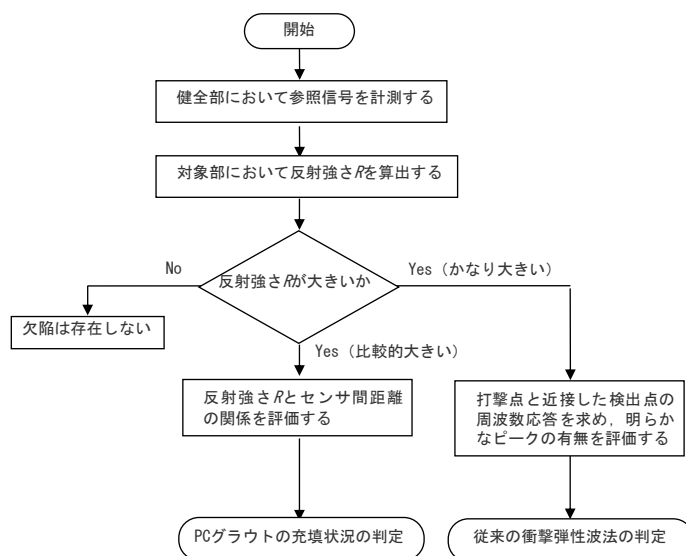 開始
健全部において参照信号を計測する
対象部において反射強さRを算出する
反射強さRが大きいか
No
Yes（かなり大きい）
欠陥は存在しない
Yes（比較的大きい）
反射強さRとセンサ間距離
の関係を評価する
打撃点と近接した検出点の
周波数応答を求め，明らか
なピークの有無を評価する
PCグラウトの充填状況の判定
従来の衝撃弾性波法の判定